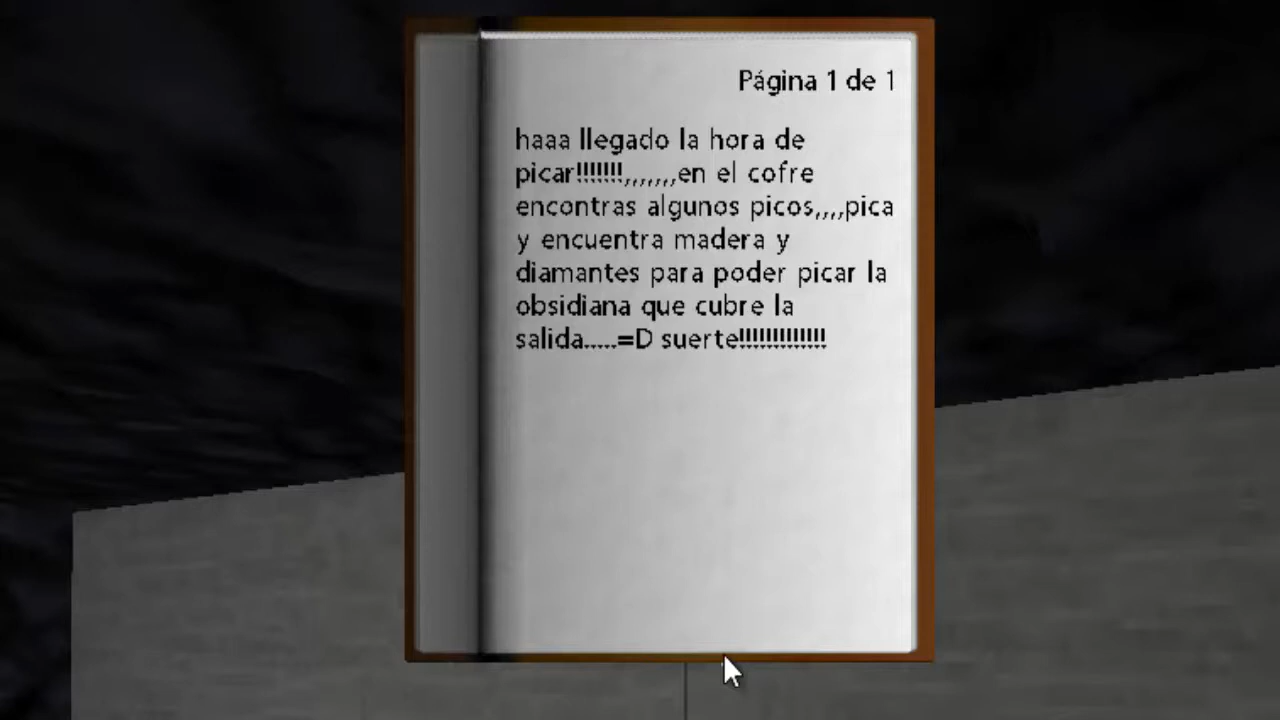 Página 1 de 1
haaa llegado la hora de
picar!!!!!!!,,,,,,,en el cofre
encontras algunos picos,,,,pica
y encuentra madera y
diamantes para poder picar la
obsidiana que cubre la
salida.....=D suerte!!!!!!!!!!!!!